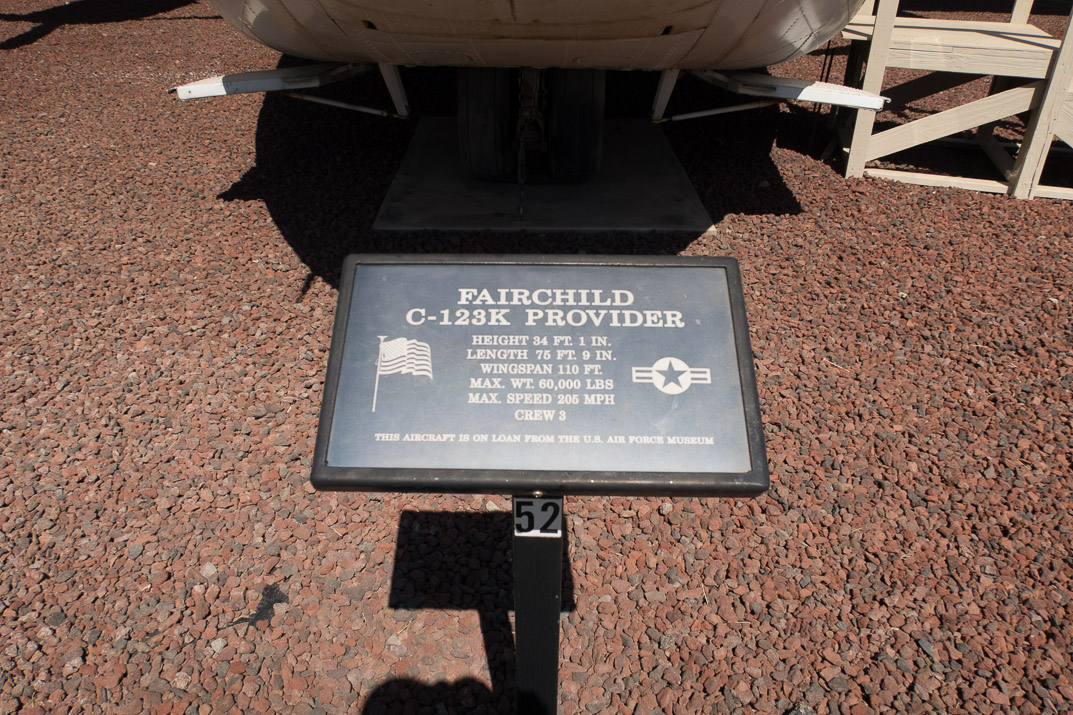 FAIRCHILD
C-123K PROVIDER
HEIGHT 34 FT. 1 IN.
LENGTH 75 FT. 9 IN.
WINGSPAN 110 FT.
MAX. WT. 60,000 LBS
MAX. SPEED 205 MPH
CREW 3
THIS AIRCRAFT IS ON LOAN FROM THE U.S. AIR FORCE MUSEUM
52